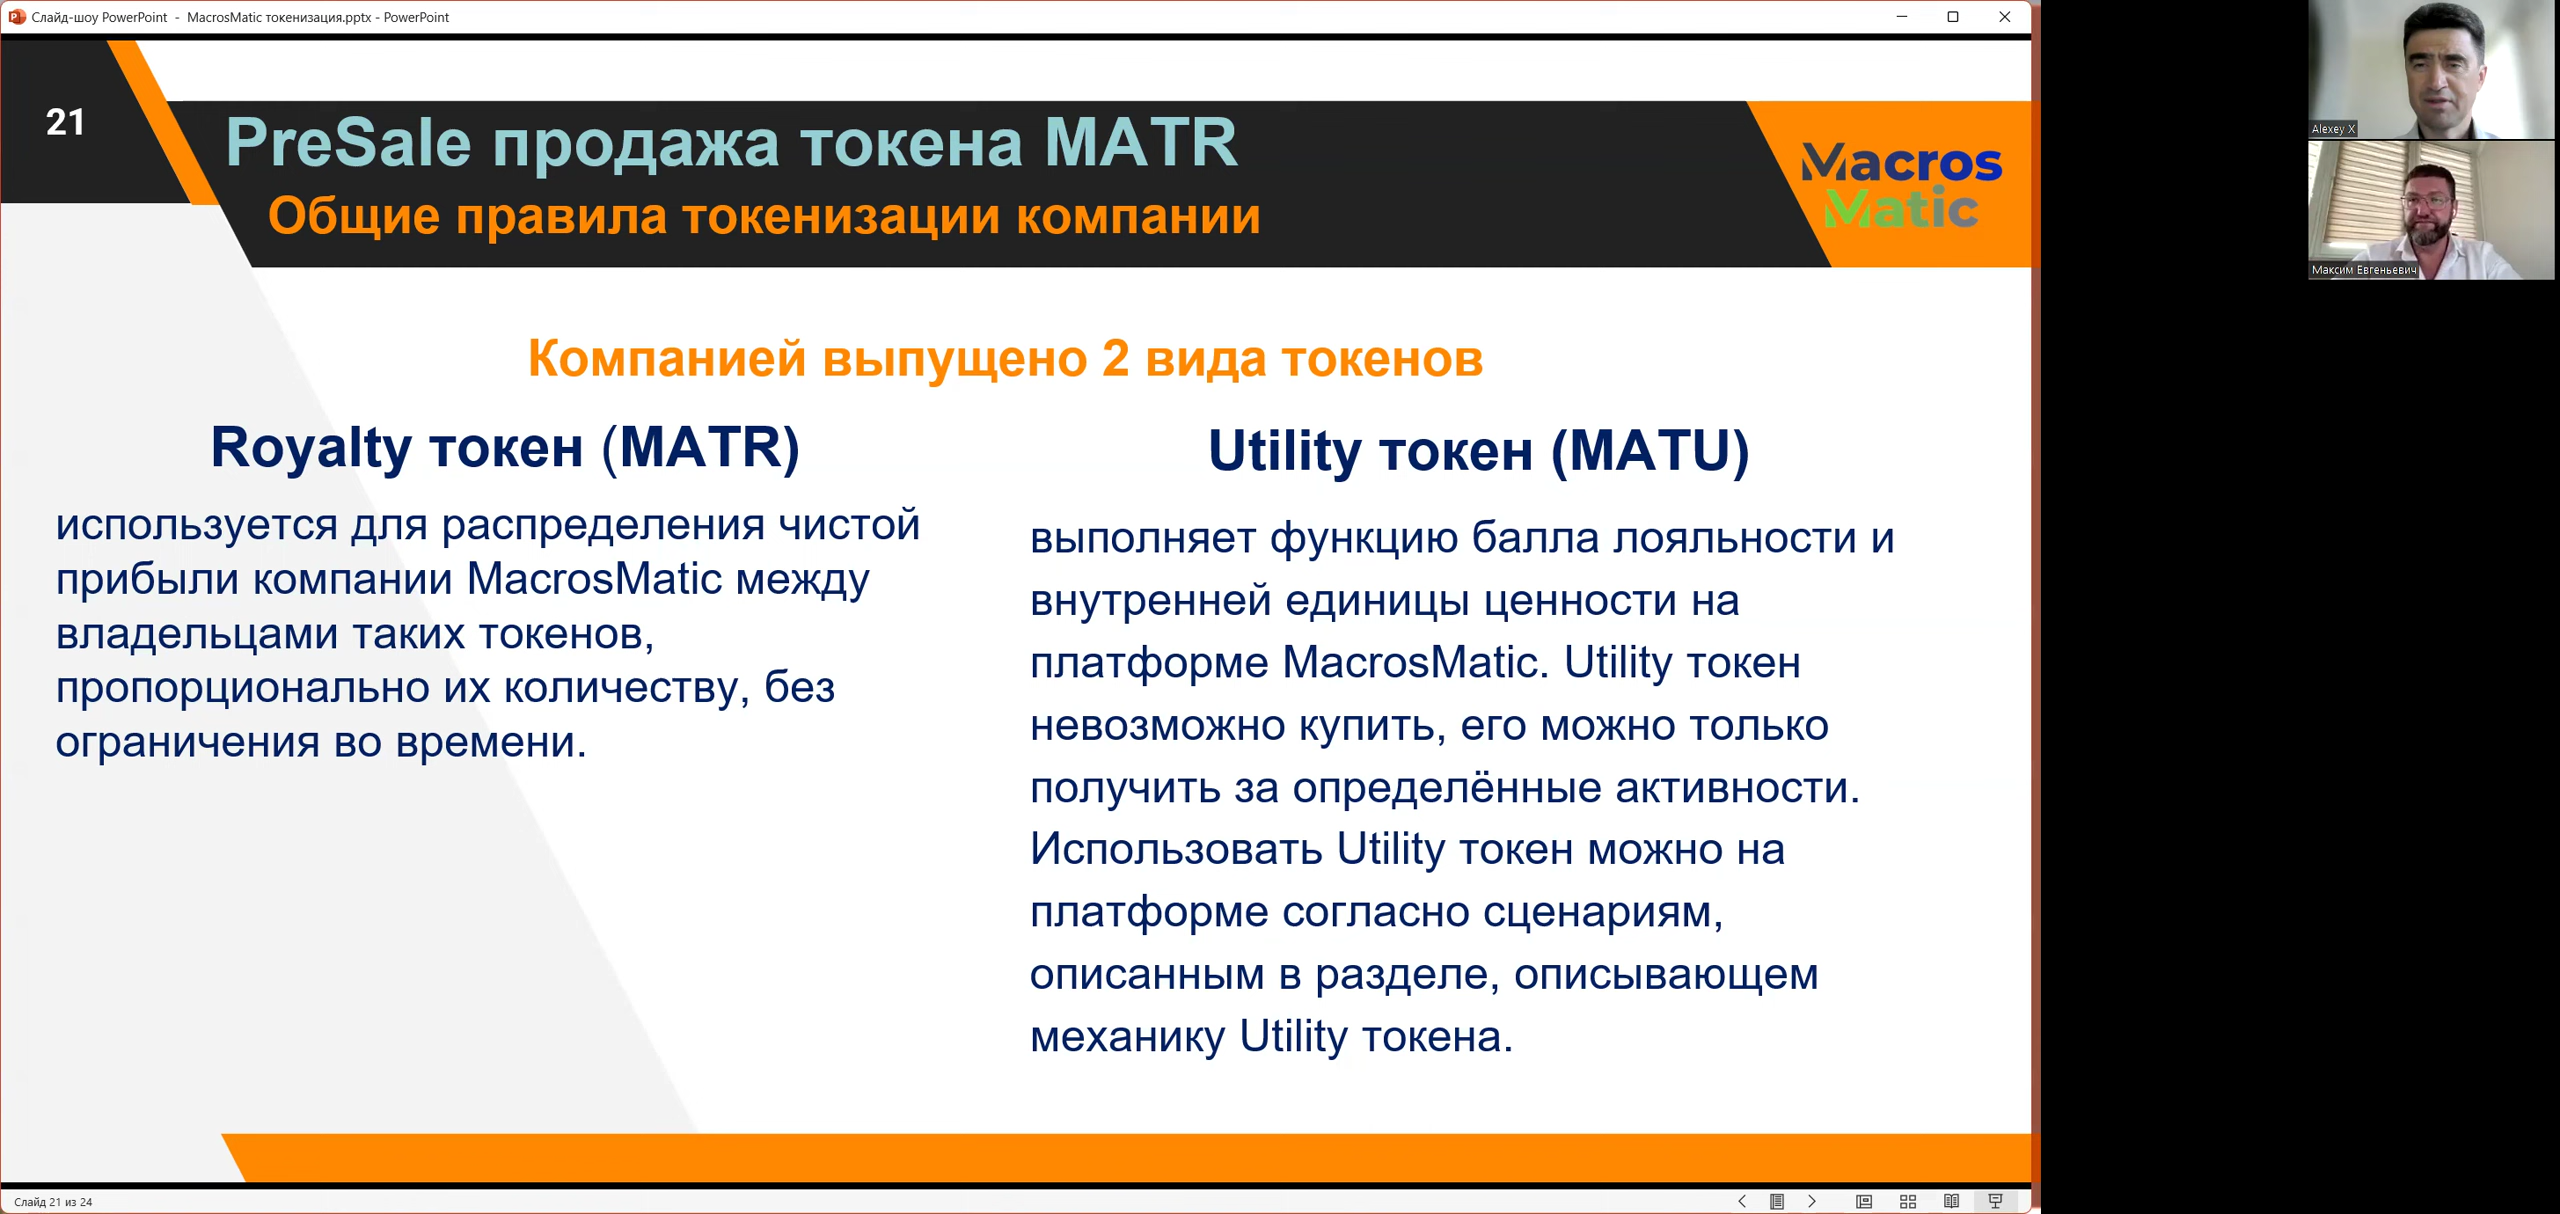 Слайд-шоу PowerPoint - MacrosMatic токенизация.pptx - PowerPoint
21
PreSale продажа токена MATR
Общие правила токенизации компании
Macros
Matic
Alexey X
Максим Евгеньевич
Компанией выпущено 2 вида токенов
Royalty токен (MATR)
используется для распределения чистой
прибыли компании MacrosMatic между
владельцами таких токенов,
пропорционально их количеству, без
ограничения во времени.
Utility токен (MATU)
выполняет функцию балла лояльности и
внутренней единицы ценности на
платформе MacrosMatic. Utility токен
невозможно купить, его можно только
получить за определённые активности.
Использовать Utility токен можно на
платформе согласно сценариям,
описанным в разделе, описывающем
механику Utility токена.
Слайд 21 из 24